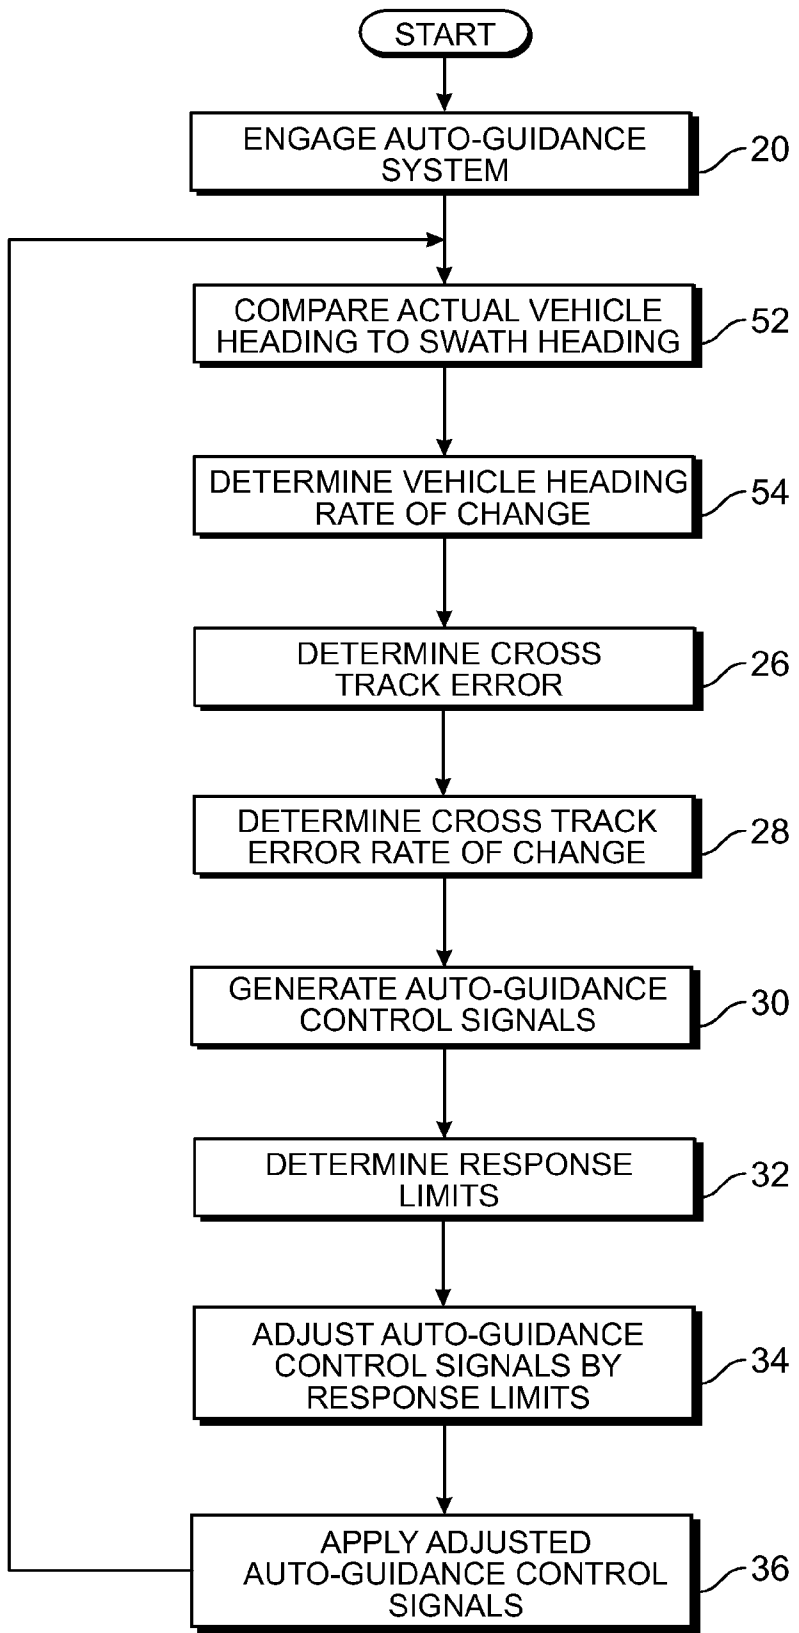 START
ENGAGE AUTO-GUIDANCE
SYSTEM
20
COMPARE ACTUAL VEHICLE
HEADING TO SWATH HEADING
52
DETERMINE VEHICLE HEADING
RATE OF CHANGE
54
DETERMINE CROSS
TRACK ERROR
26
DETERMINE CROSS TRACK
ERROR RATE OF CHANGE
28
GENERATE AUTO-GUIDANCE
CONTROL SIGNALS
30
DETERMINE RESPONSE
LIMITS
32
ADJUST AUTO-GUIDANCE
CONTROL SIGNALS BY
RESPONSE LIMITS
34
APPLY ADJUSTED
AUTO-GUIDANCE CONTROL
SIGNALS
36